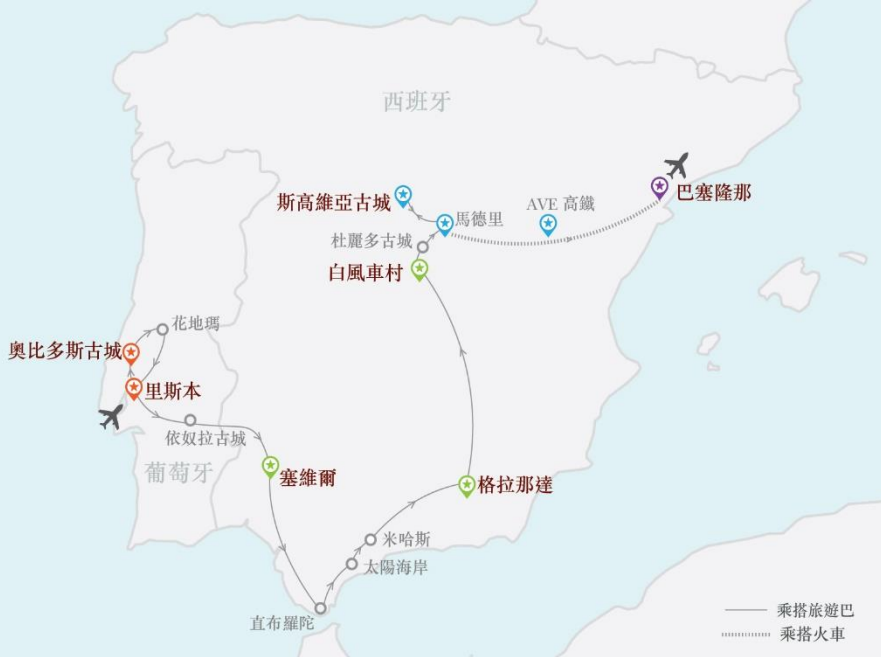 西班牙
巴塞隆那
斯高維亞古城
AVE 高鐵
馬德里
杜麗多古城
白風車村
花地瑪
奧比多斯古城
里斯本
依奴拉古城
葡萄牙
塞維爾
格拉那達
米哈斯
太陽海岸
直布羅陀
乘搭旅遊巴
乘搭火車